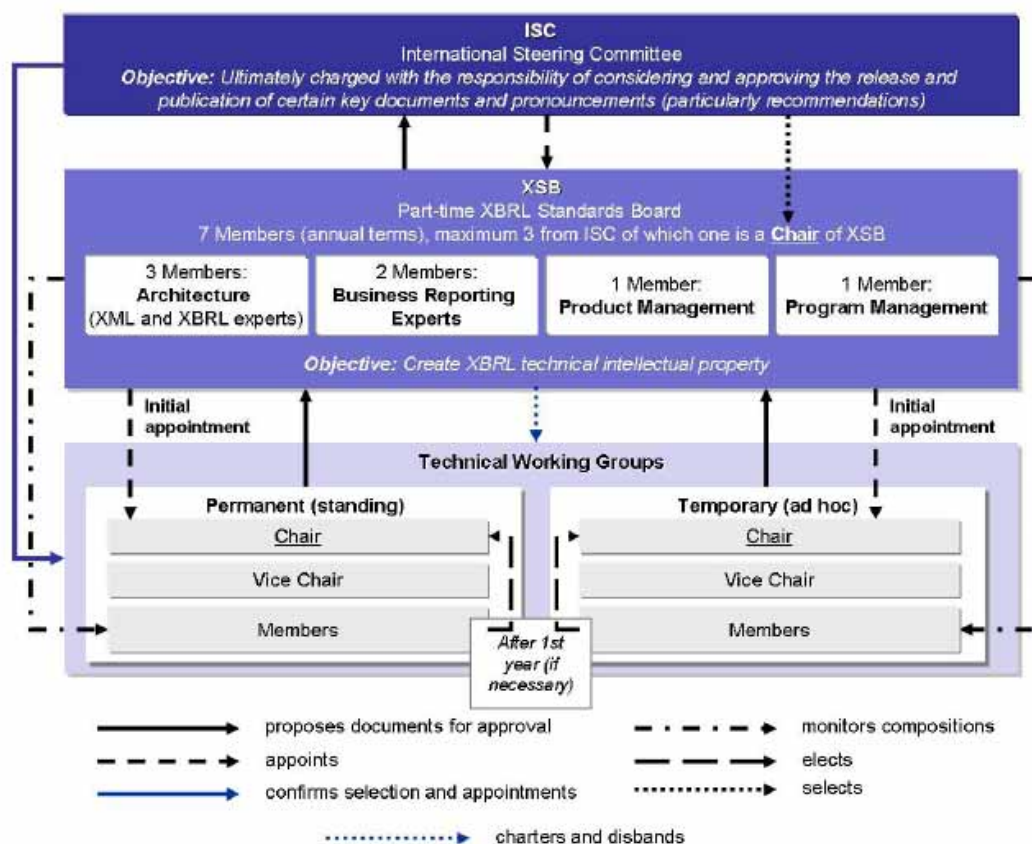 ISC
International Steering Committee
Objective: Ultimately charged with the responsibility of considering and approving the release and
publication of certain key documents and pronouncements (particularly recommendations)
XSB
Part-time XBRL Standards Board
7 Members (annual terms), maximum 3 from ISC of which one is a Chair of XSB
3 Members:
Architecture
(XML and XBRL experts)
2 Members:
Business Reporting
Experts
1 Member:
Product Management
1 Member:
Program Management
Objective: Create XBRL technical intellectual property
Initial
appointment
Initial
appointment
Technical Working Groups
Permanent (standing)
Chair
Vice Chair
Members
Temporary (ad hoc)
Chair
Vice Chair
Members
After 1st
year (if
necessary)
proposes documents for approval
appoints
confirms selection and appointments
monitors compositions
elects
selects
charters and disbands